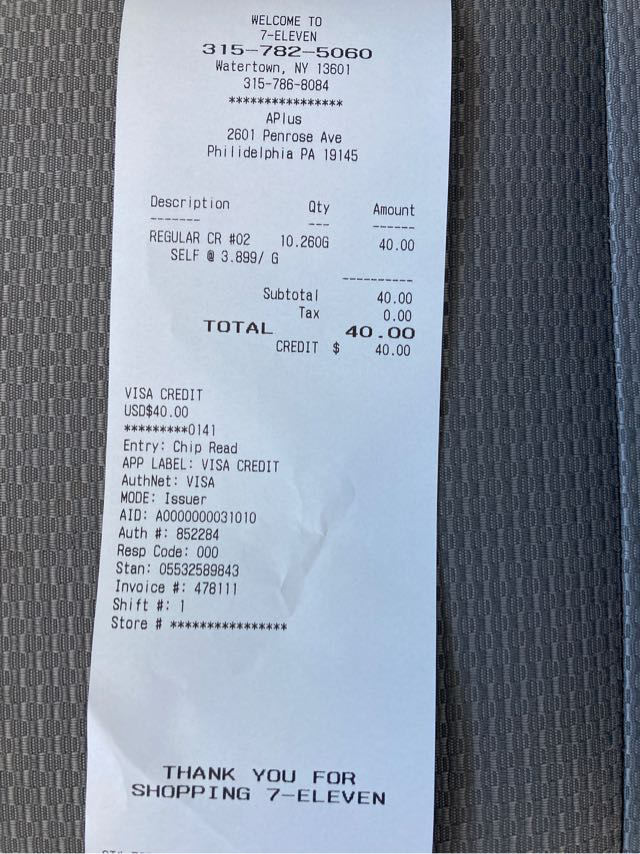 WELCOME TO
7-ELEVEN
315-782-5060
Watertown, NY 13601
315-786-8084
****************
APlus
2601 Penrose Ave
Philidelphia PA 19145
Description Qty Amount
------- --- ------
REGULAR CR #02 10.260G 40.00
SELF @ 3.899/ G
----------
Subtotal 40.00
Tax 0.00
TOTAL 40.00
CREDIT $ 40.00
VISA CREDIT
USD$40.00
*********0141
Entry: Chip Read
APP LABEL: VISA CREDIT
AuthNet: VISA
MODE: Issuer
AID: A0000000031010
Auth #: 852284
Resp Code: 000
Stan: 05532589843
Invoice #: 478111
Shift #: 1
Store # ****************
THANK YOU FOR
SHOPPING 7-ELEVEN